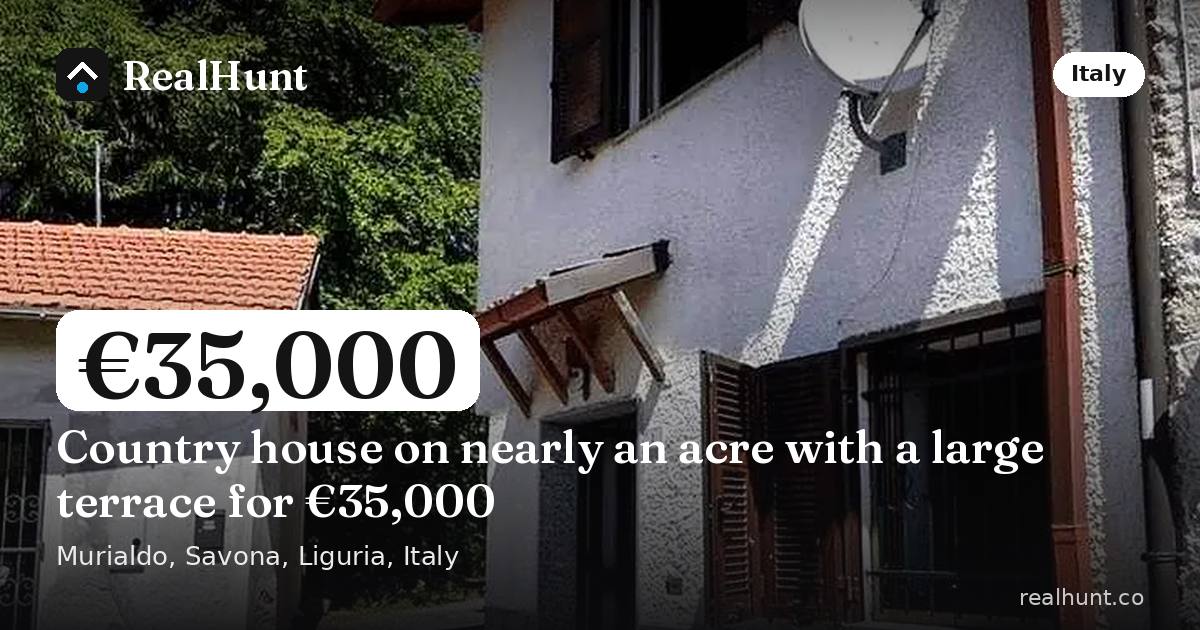 RealHunt
Italy
€35,000
Country house on nearly an acre with a large
terrace for €35,000
Murialdo, Savona, Liguria, Italy
realhunt.co